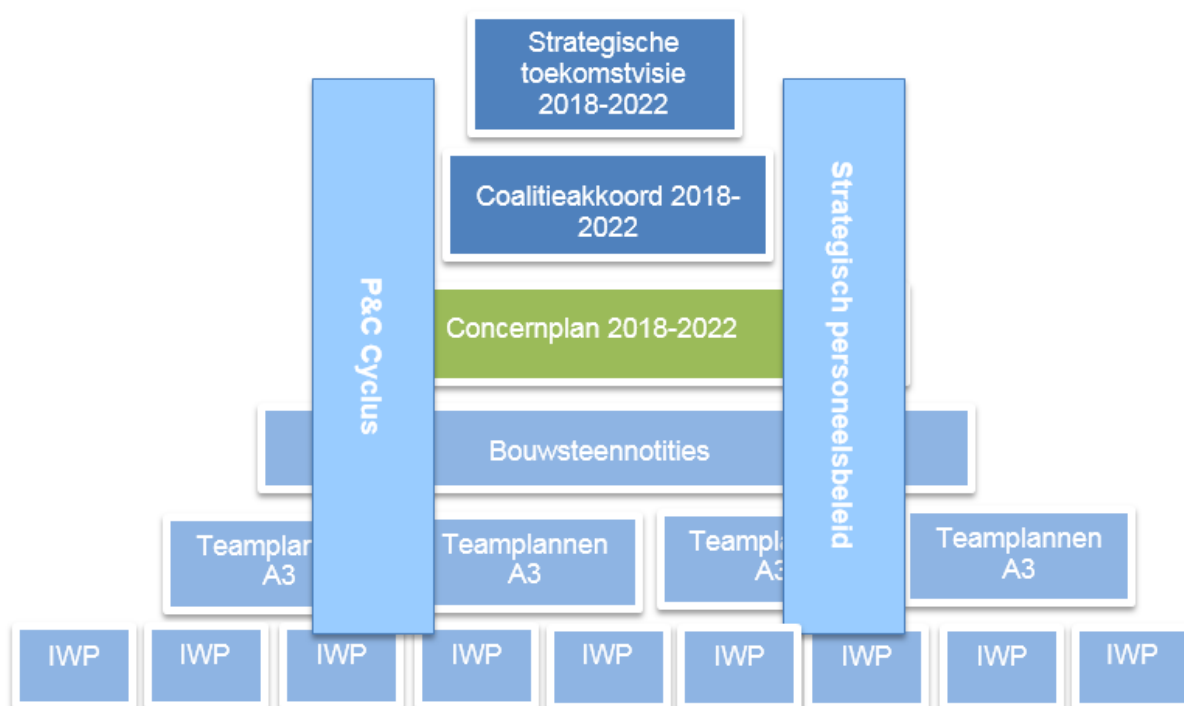 Strategische
toekomstvisie
2018-2022
Coalitieakkoord 2018-
2022
P&C Cyclus
Strategisch personeelsbeleid
Concernplan 2018-2022
Bouwsteennotities
A3
Teamplannen
A3
Teamplannen
A3
IWP
IWP
IWP
IWP
IWP
IWP
IWP
IWP
IWP